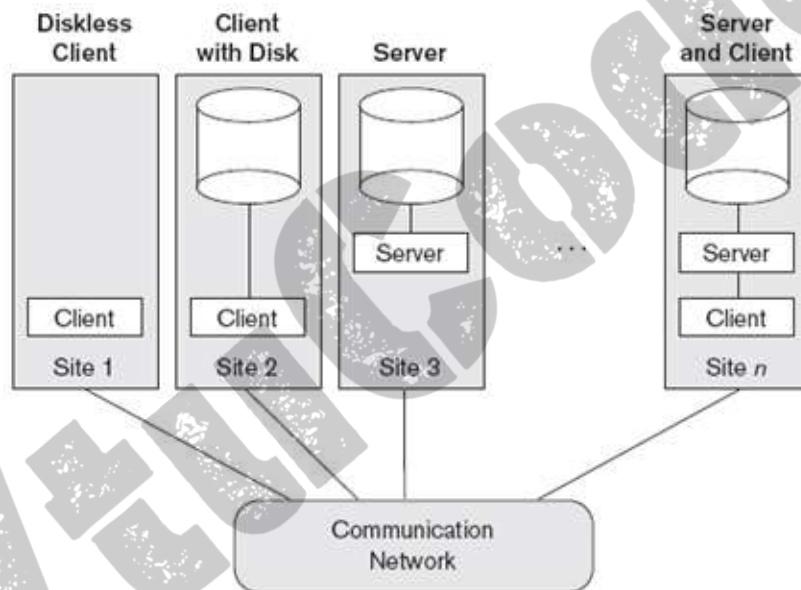 Diskless
Client
Client
with Disk
Server
Server
and Client
Client
Site 1
Client
Site 2
Server
Site 3
...
Server
Client
Site n
Communication
Network